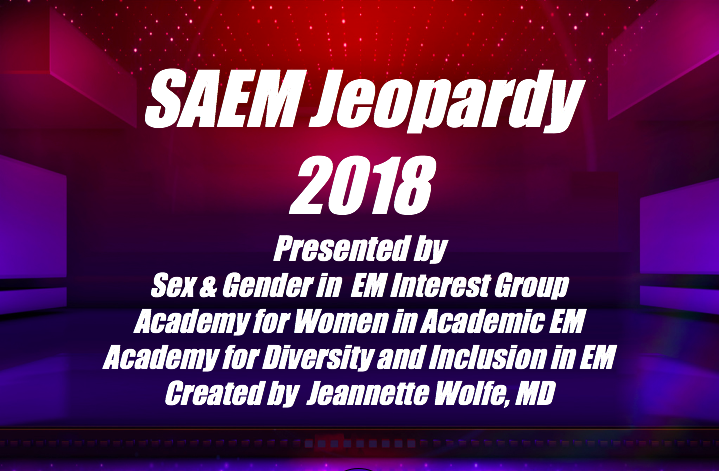 SAEM Jeopardy
2018
Presented by
Sex & Gender in EM Interest Group
Academy for Women in Academic EM
Academy for Diversity and Inclusion in EM
Created by Jeannette Wolfe, MD